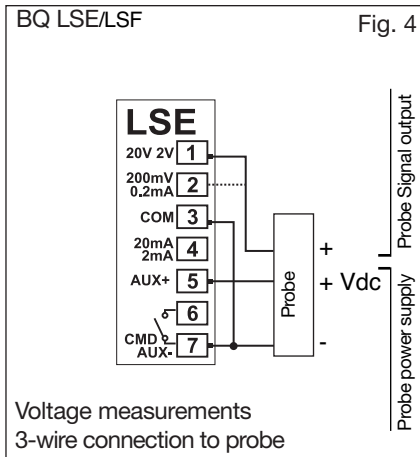 BQ LSE/LSF
Fig. 4
LSE
20V 2V 1
200mV
0.2mA 2
COM 3
20mA
2mA 4
AUX+ 5
6
CMD
AUX- 7
Probe
+
+ Vdc
-
Probe Signal output
Probe power supply
Voltage measurements
3-wire connection to probe